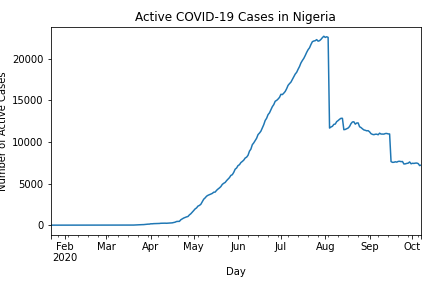 Active COVID-19 Cases in Nigeria
Number of Active Cases
20000
15000
10000
5000
0
Feb
2020
Mar
Apr
May
Jun
Jul
Aug
Sep
Oct
Day